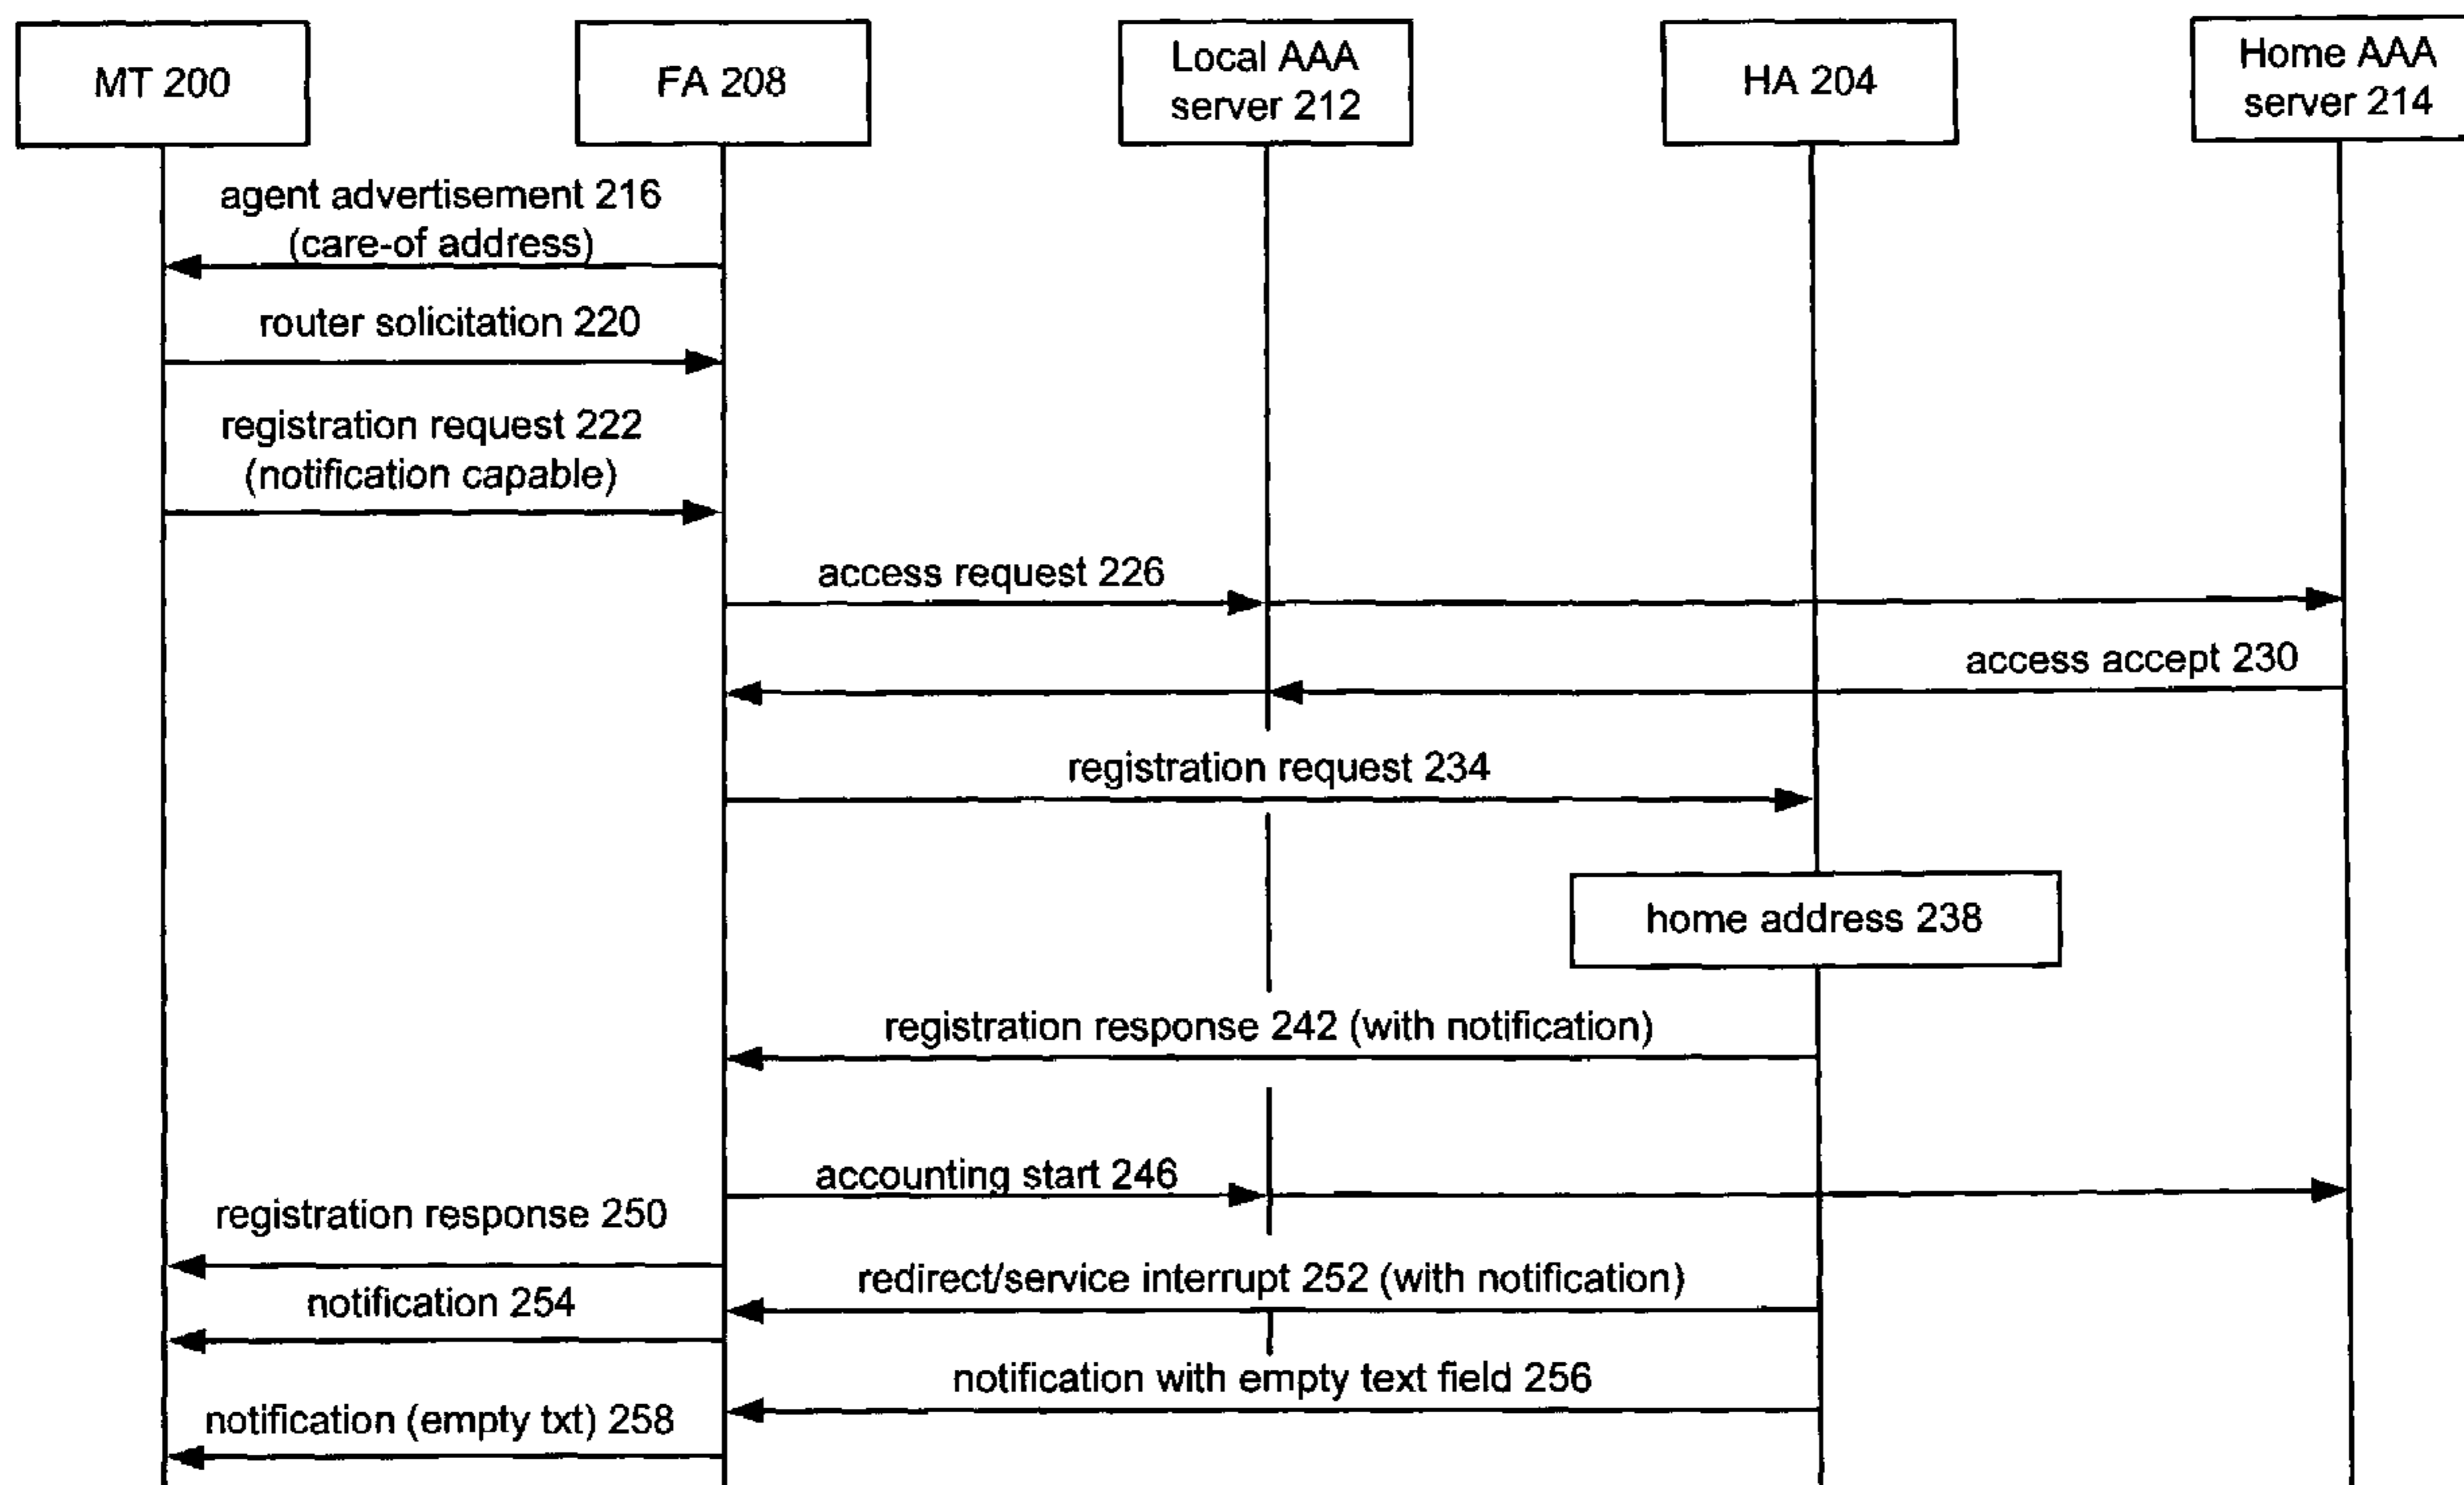 MT 200
FA 208
Local AAA
server 212
HA 204
Home AAA
server 214
agent advertisement 216
(care-of address)
router solicitation 220
registration request 222
(notification capable)
access request 226
access accept 230
registration request 234
home address 238
registration response 242 (with notification)
accounting start 246
registration response 250
redirect/service interrupt 252 (with notification)
notification 254
notification with empty text field 256
notification (empty txt) 258